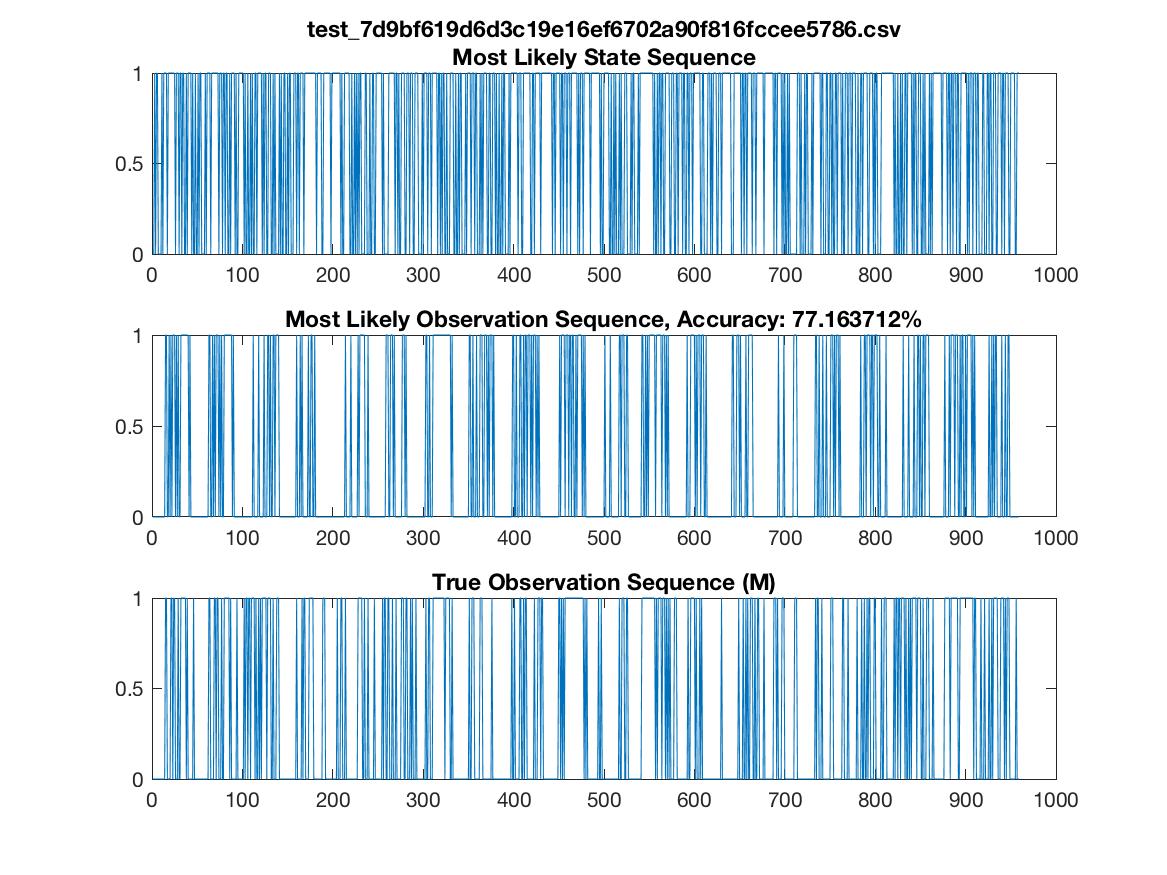 test_7d9bf619d6d3c19e16ef6702a90f816fccee5786.csv
Most Likely State Sequence
1
0.5
0
0 100 200 300 400 500 600 700 800 900 1000
Most Likely Observation Sequence, Accuracy: 77.163712%
1
0.5
0
0 100 200 300 400 500 600 700 800 900 1000
True Observation Sequence (M)
1
0.5
0
0 100 200 300 400 500 600 700 800 900 1000